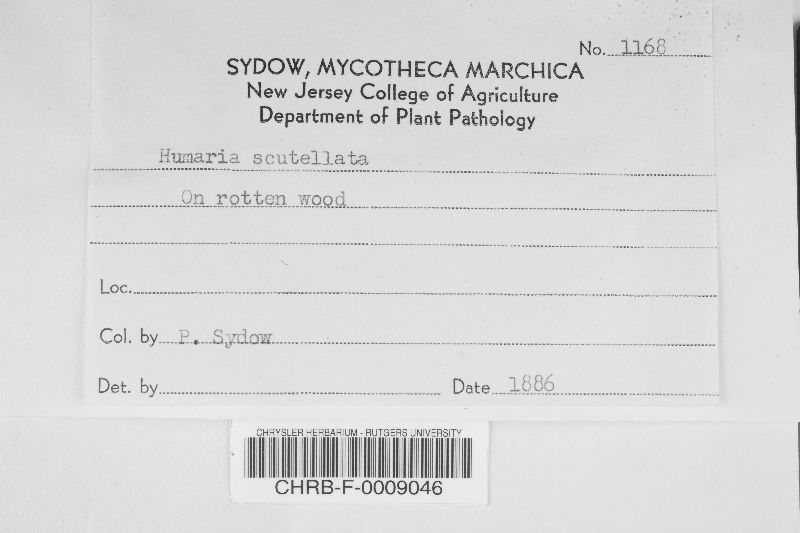 No. 1168
SYDOW, MYCOTHECA MARCHICA
New Jersey College of Agriculture
Department of Plant Pathology
Humaria scutellata
On rotten wood
Loc.
Col. by P. Sydow
Det. by Date 1886
CHRYSLER HERBARIUM - RUTGERS UNIVERSITY
CHRB-F-0009046